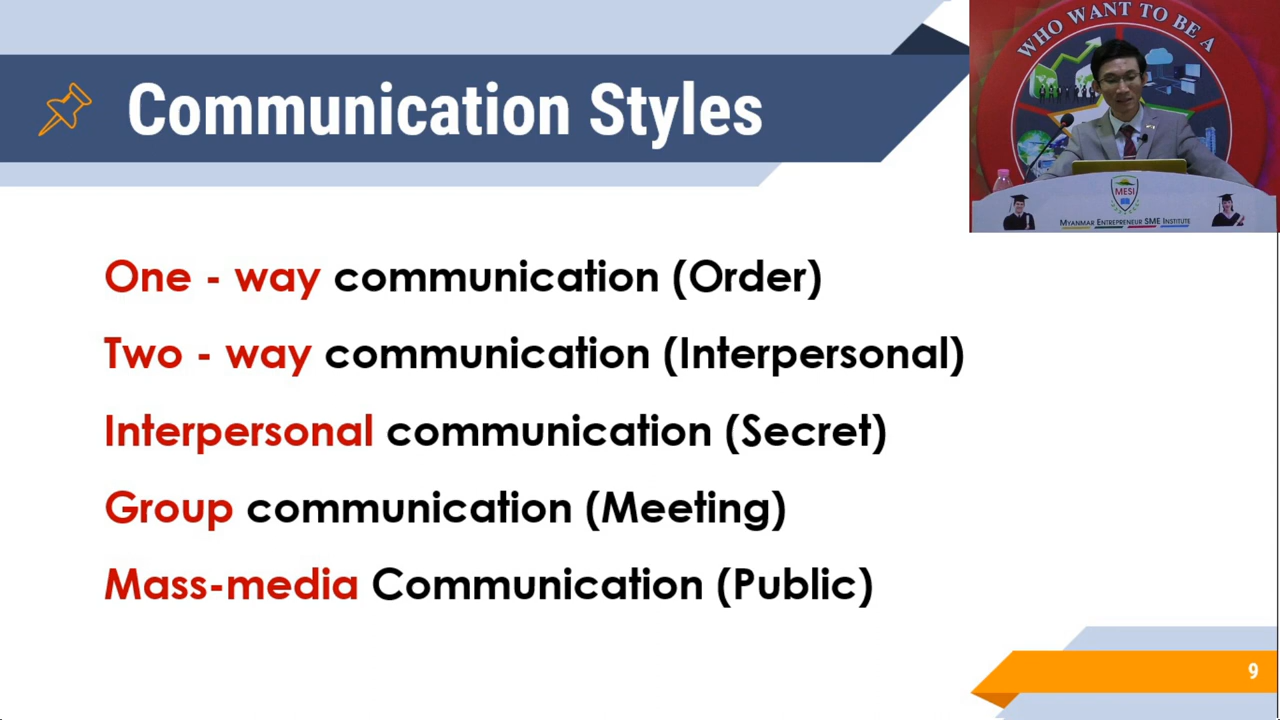 Communication Styles
WHO WANT TO BE A
MESI
MYANMAR ENTREPRENEUR SME INSTITUTE
One - way communication (Order)
Two - way communication (Interpersonal)
Interpersonal communication (Secret)
Group communication (Meeting)
Mass-media Communication (Public)
9